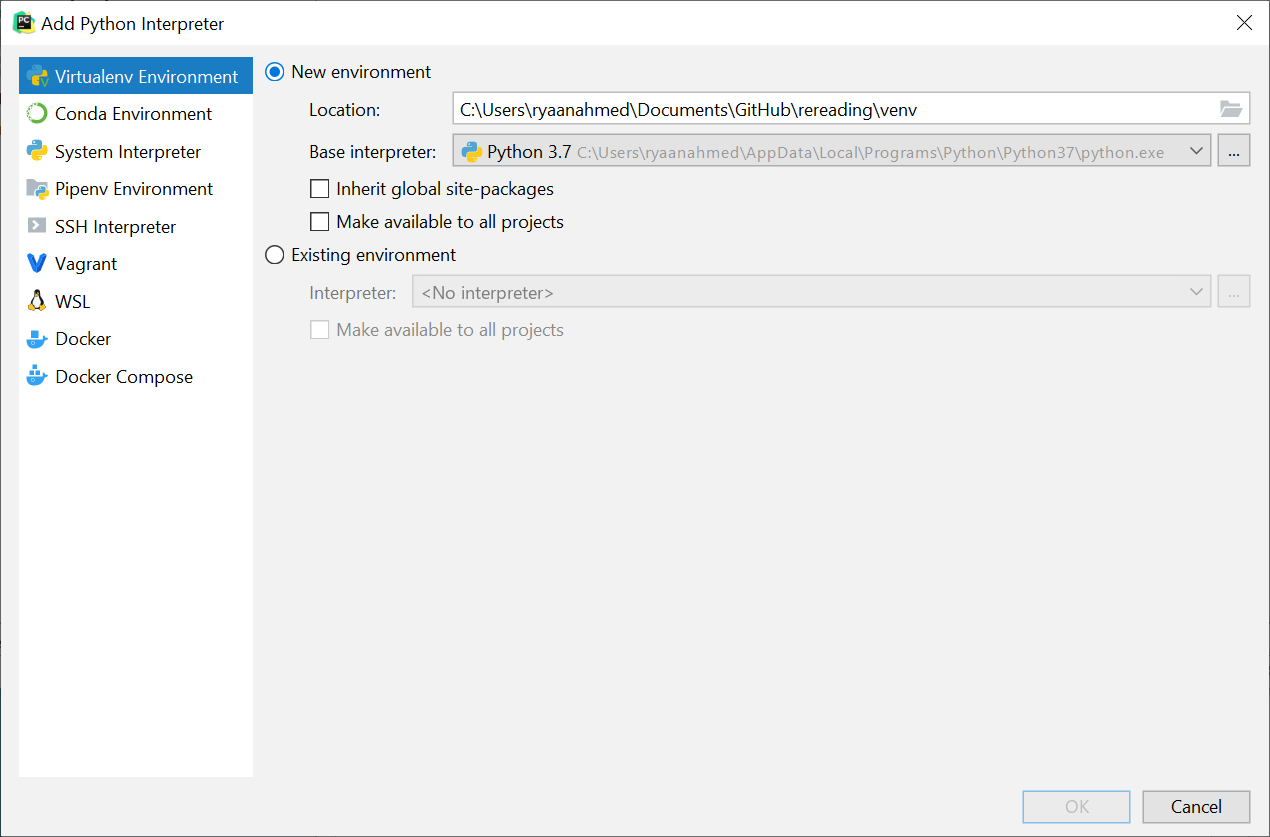 Add Python Interpreter
Virtualenv Environment
Conda Environment
System Interpreter
Pipenv Environment
SSH Interpreter
Vagrant
WSL
Docker
Docker Compose
New environment
Location: C:\Users\ryaanahmed\Documents\GitHub\rereading\venv
Base interpreter: Python 3.7 C:\Users\ryaanahmed\AppData\Local\Programs\Python\Python37\python.exe ...
Inherit global site-packages
Make available to all projects
Existing environment
Interpreter: <No interpreter> ...
Make available to all projects
OK Cancel